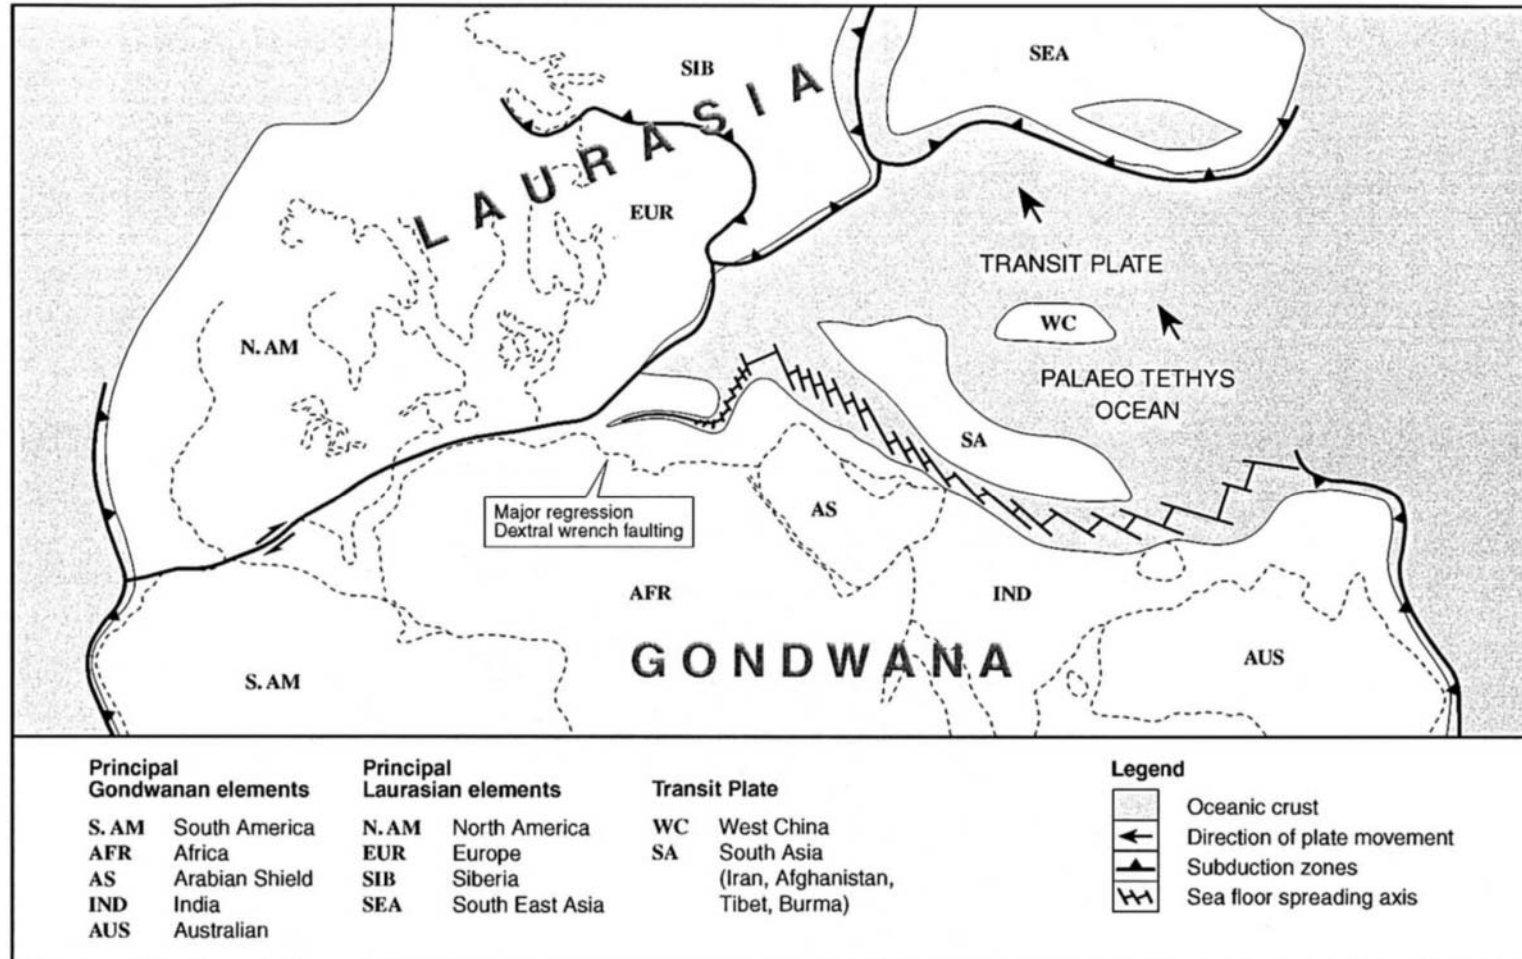 SIB
SEA
LAURASIA
EUR
TRANSIT PLATE
WC
N. AM
PALAEO TETHYS
OCEAN
SA
Major regression
Dextral wrench faulting
AS
AFR
IND
GONDWANA
AUS
S. AM
Principal
Gondwanan elements
S. AM South America
AFR Africa
AS Arabian Shield
IND India
AUS Australian
Principal
Laurasian elements
N. AM North America
EUR Europe
SIB Siberia
SEA South East Asia
Transit Plate
WC West China
SA South Asia
(Iran, Afghanistan,
Tibet, Burma)
Legend
Oceanic crust
Direction of plate movement
Subduction zones
Sea floor spreading axis